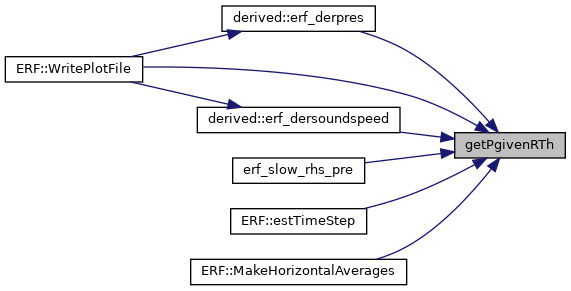 derived::erf_derpres
ERF::WritePlotFile
derived::erf_dersoundspeed
getPgivenRTh
erf_slow_rhs_pre
ERF::estTimeStep
ERF::MakeHorizontalAverages